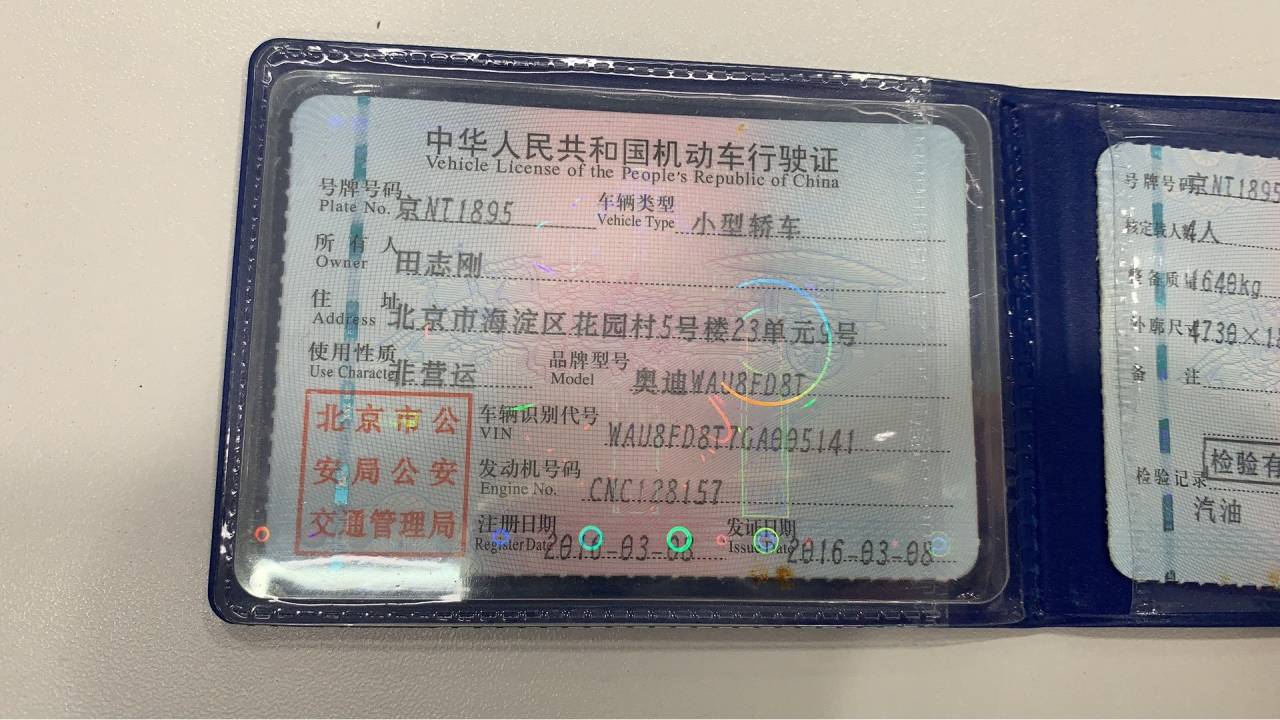 中华人民共和国机动车行驶证
Vehicle License of the People's Republic of China
号牌号码 京NT1895 车辆类型 小型轿车
Plate No. Vehicle Type
所有人 田志刚
Owner
住址 北京市海淀区花园村5号楼23单元9号
Address
使用性质 非营运 品牌型号 奥迪WAU8FD8T
Use Character Model
北京市公
安局公安
交通管理局
车辆识别代号 WAU8FD8T7GA005141
VIN
发动机号码 CNC128157
Engine No.
注册日期 2016-03-08 发证日期 2016-03-08
Register Date Issue Date
号牌号码 京NT1895
核定载人数 4人
整备质量 1640kg
外廓尺寸 4730×18
备注
检验有
检验记录
汽油